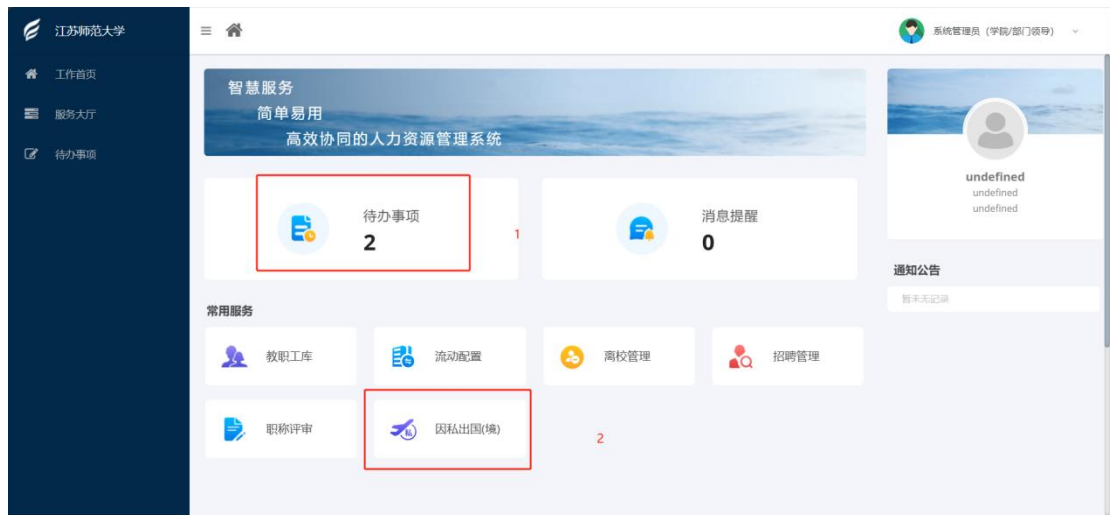 江苏师范大学
系统管理员（学院/部门领导）
工作首页
服务大厅
待办事项
智慧服务
简单易用
高效协同的人力资源管理系统
undefined
undefined
undefined
待办事项
2
1
消息提醒
0
通知公告
暂未无记录
常用服务
教职工库
流动配置
离校管理
招聘管理
职称评审
私
因私出国(境)
2